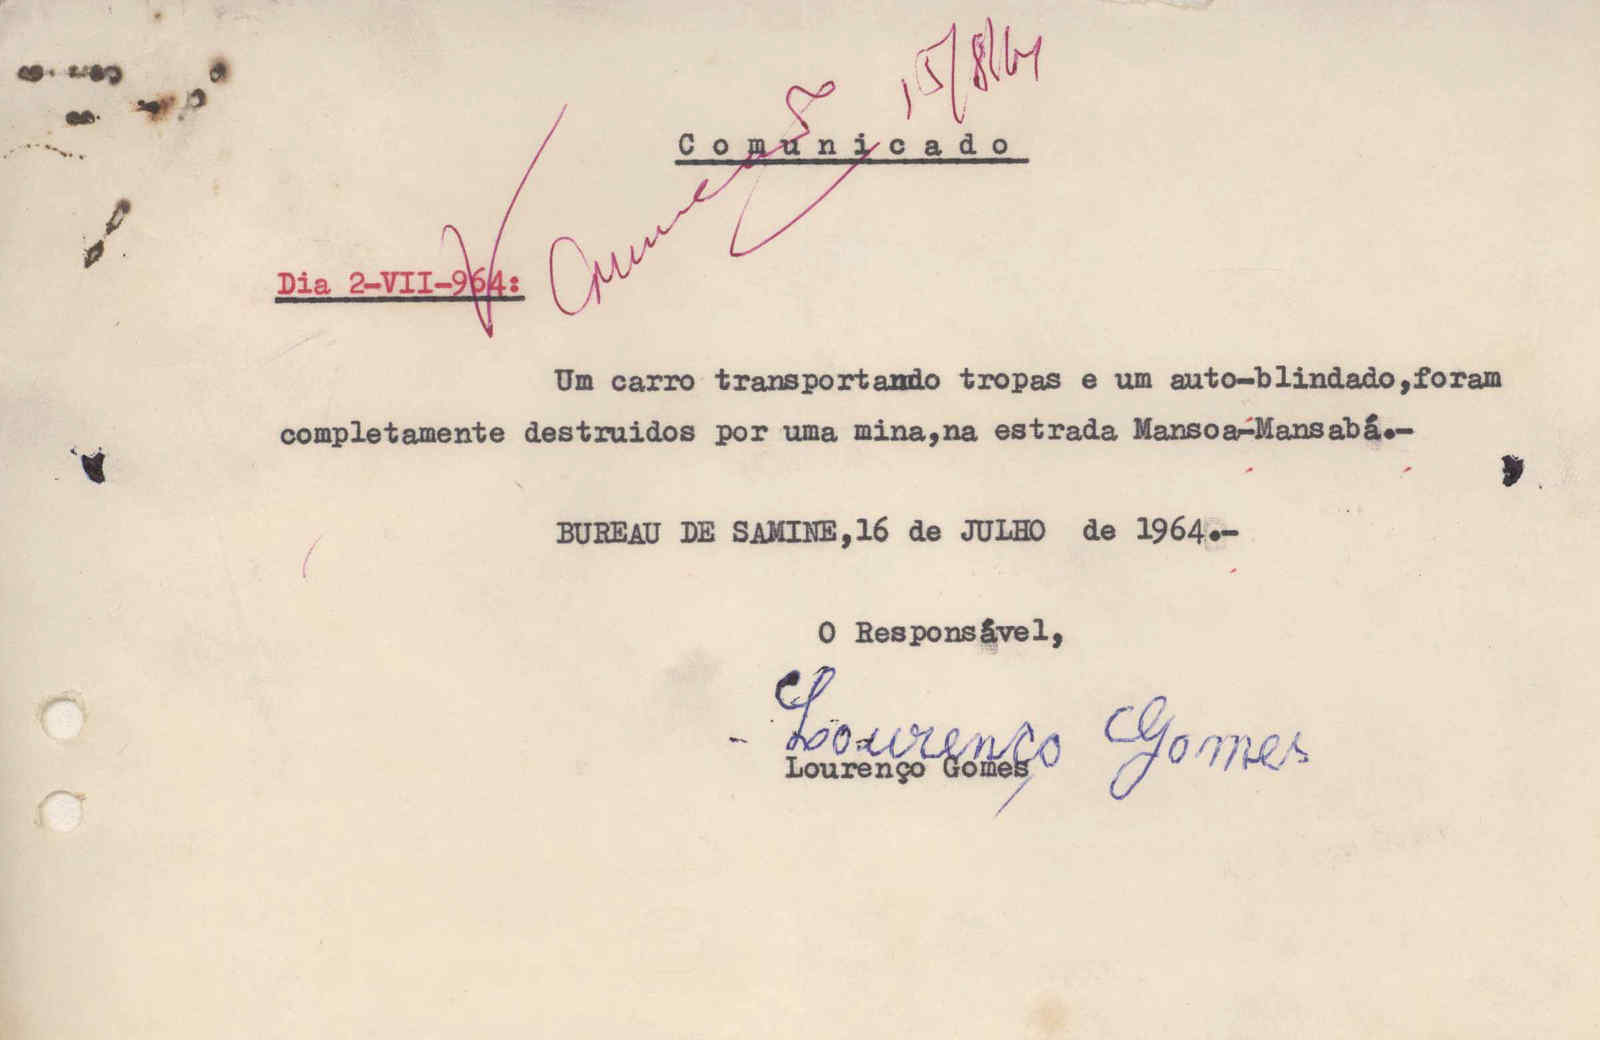 15/8/64
Comunicado
Dia 2-VII-964:
Um carro transportando tropas e um auto-blindado,foram
completamente destruidos por uma mina,na estrada Mansoa-Mansabá.-
BUREAU DE SAMINE,16 de JULHO de 1964.-
O Responsável,
Lourenço Gomes
Lourenço Gomes